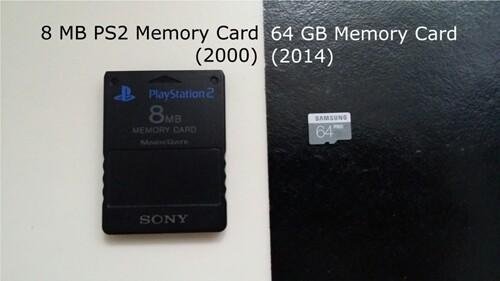 8 MB PS2 Memory Card
(2000)
64 GB Memory Card
(2014)
PlayStation 2
8MB
MEMORY CARD
MagicGate
SONY
SAMSUNG
64 PRO